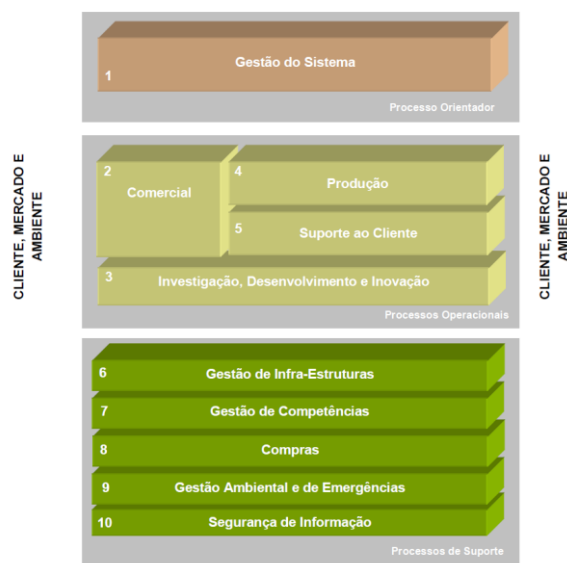 Gestão do Sistema
1
Processo Orientador
CLIENTE, MERCADO E
AMBIENTE
2
Comercial
4
Produção
5
Suporte ao Cliente
3
Investigação, Desenvolvimento e Inovação
Processos Operacionais
CLIENTE, MERCADO E
AMBIENTE
6
Gestão de Infra-Estruturas
7
Gestão de Competências
8
Compras
9
Gestão Ambiental e de Emergências
10
Segurança de Informação
Processos de Suporte